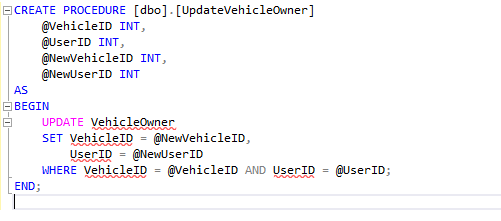 CREATE PROCEDURE [dbo].[UpdateVehicleOwner]
    @VehicleID INT,
    @UserID INT,
    @NewVehicleID INT,
    @NewUserID INT
AS
BEGIN
    UPDATE VehicleOwner
    SET VehicleID = @NewVehicleID,
        UserID = @NewUserID
    WHERE VehicleID = @VehicleID AND UserID = @UserID;
END;